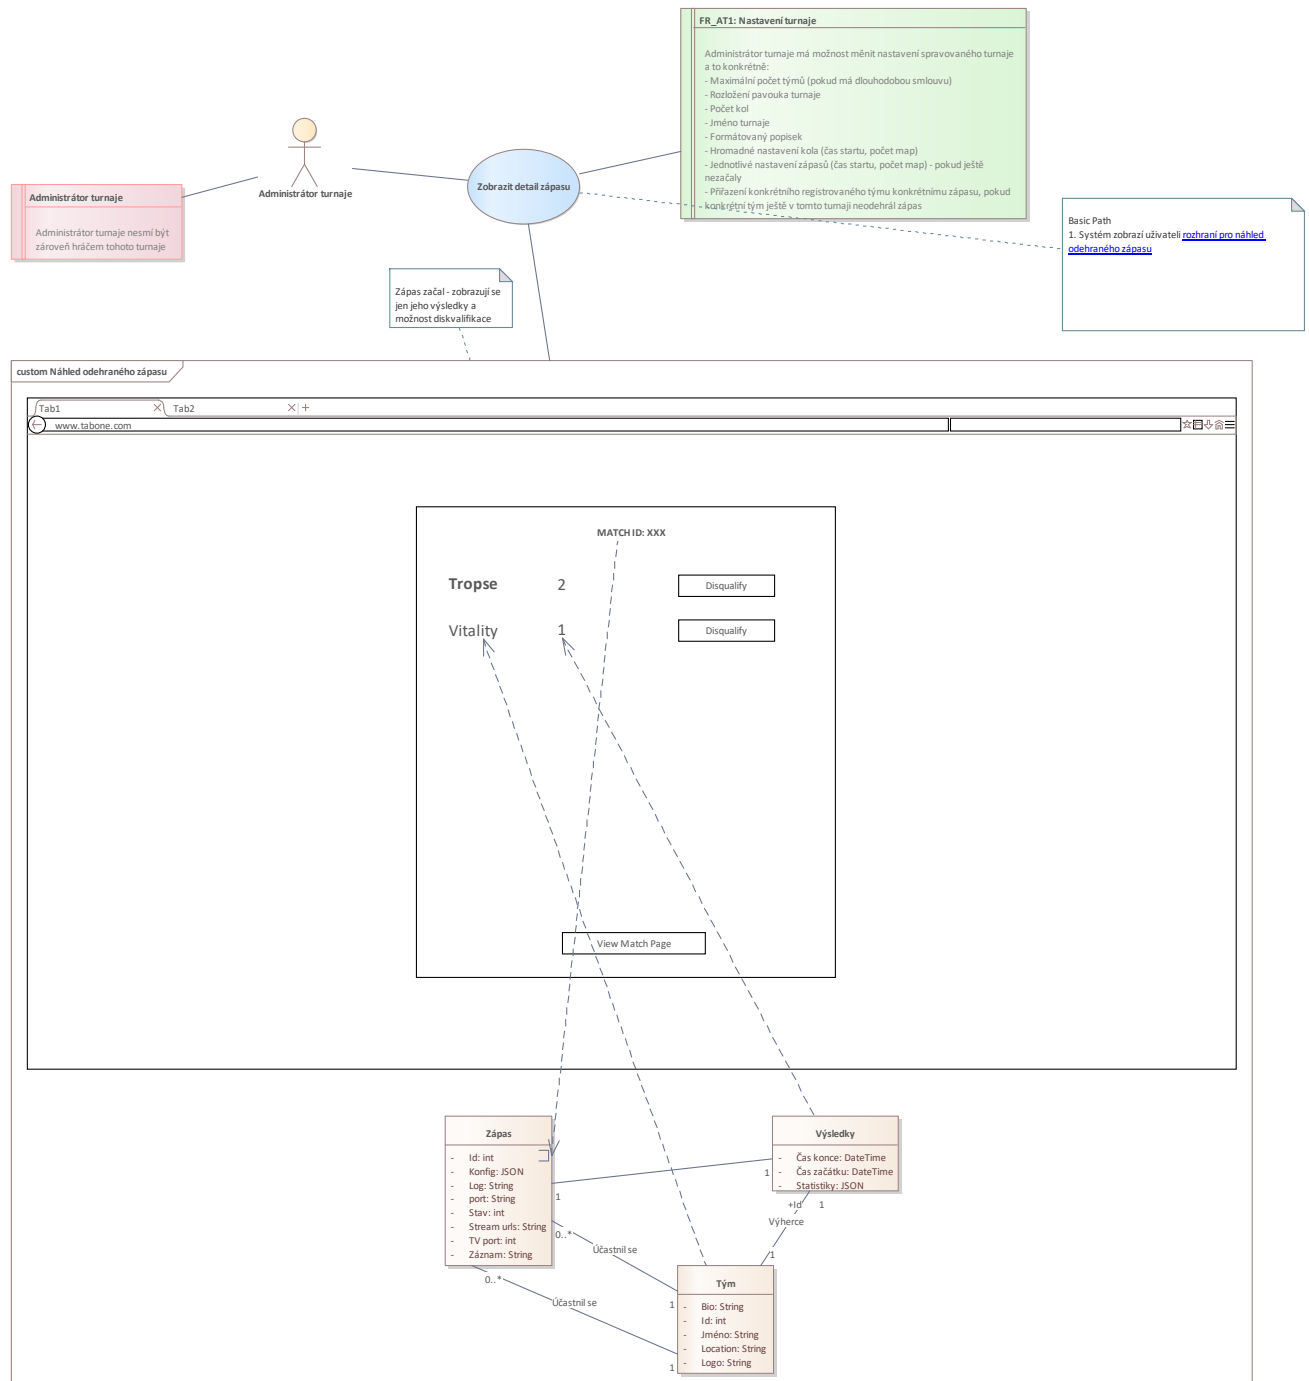 FR_AT1: Nastavení turnaje
Administrátor turnaje má možnost měnit nastavení spravovaného turnaje
a to konkrétně:
- Maximální počet týmů (pokud má dlouhodobou smlouvu)
- Rozložení pavouka turnaje
- Počet kol
- Jméno turnaje
- Formátovaný popisek
- Hromadné nastavení kola (čas startu, počet map)
- Jednotlivé nastavení zápasů (čas startu, počet map) - pokud ještě
nezačaly
- Přiřazení konkrétního registrovaného týmu konkrétnímu zápasu, pokud
konkrétní tým ještě v tomto turnaji neodehrál zápas
Administrátor turnaje
Zobrazit detail zápasu
Administrátor turnaje
Administrátor turnaje nesmí být
zároveň hráčem tohoto turnaje
Basic Path
1. Systém zobrazí uživateli rozhraní pro náhled
odehraného zápasu
Zápas začal - zobrazují se
jen jeho výsledky a
možnost diskvalifikace
custom Náhled odehraného zápasu
Tab1
Tab2
www.tabone.com
MATCH ID: XXX
Tropse 2 Disqualify
Vitality 1 Disqualify
View Match Page
Zápas
- Id: int
- Konfig: JSON
- Log: String
- port: String
- Stav: int
- Stream urls: String
- TV port: int
- Záznam: String
Výsledky
- Čas konce: DateTime
- Čas začátku: DateTime
- Statistiky: JSON
1
1
+Id 1
Výherce
1
0..*
Účastnil se
1
0..*
Účastnil se
1
Tým
- Bio: String
- Id: int
- Jméno: String
- Location: String
- Logo: String